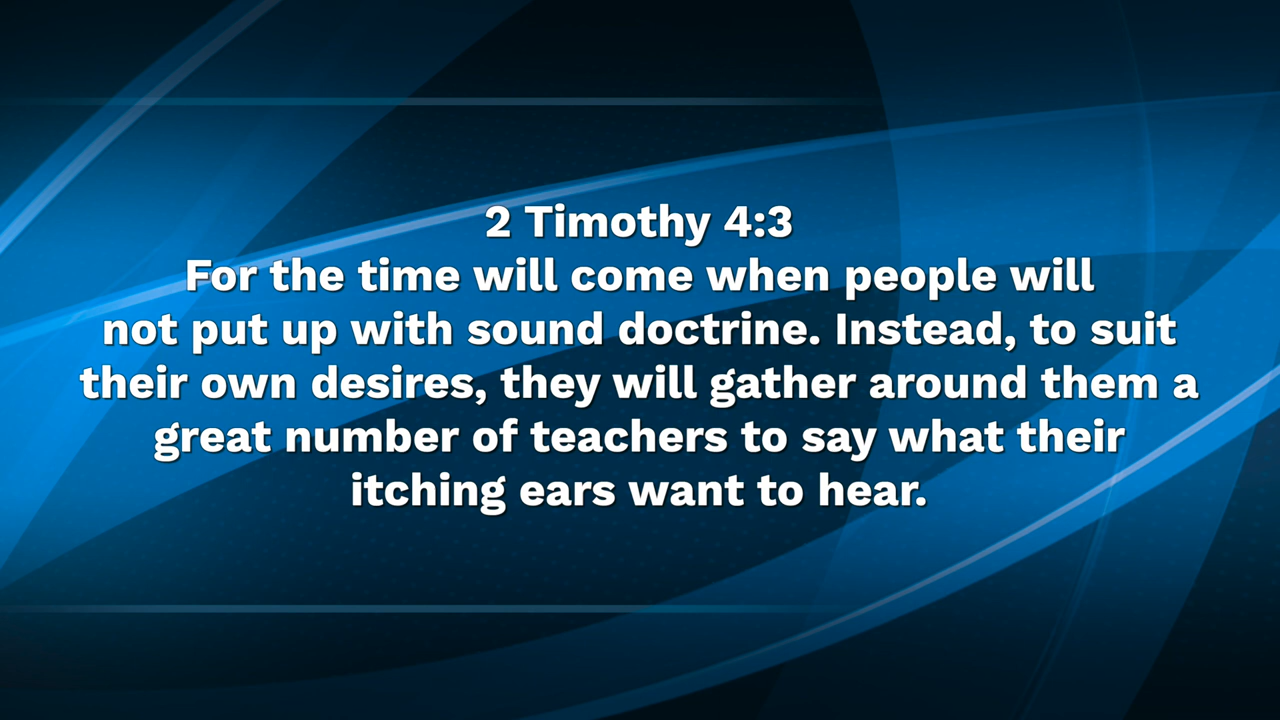 2 Timothy 4:3
For the time will come when people will
not put up with sound doctrine. Instead, to suit
their own desires, they will gather around them a
great number of teachers to say what their
itching ears want to hear.